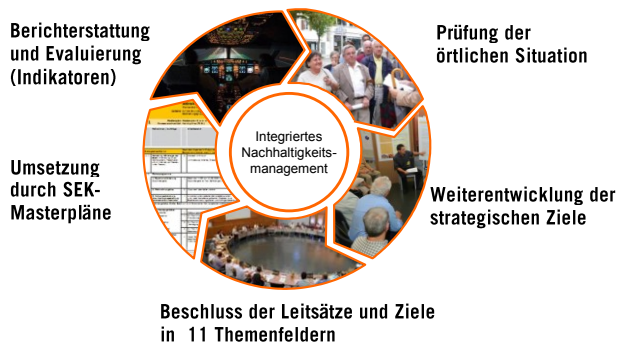 Berichterstattung
und Evaluierung
(Indikatoren)
Prüfung der
örtlichen Situation
Integriertes
Nachhaltigkeits-
management
Umsetzung
durch SEK-
Masterpläne
Weiterentwicklung der
strategischen Ziele
Beschluss der Leitsätze und Ziele
in 11 Themenfeldern